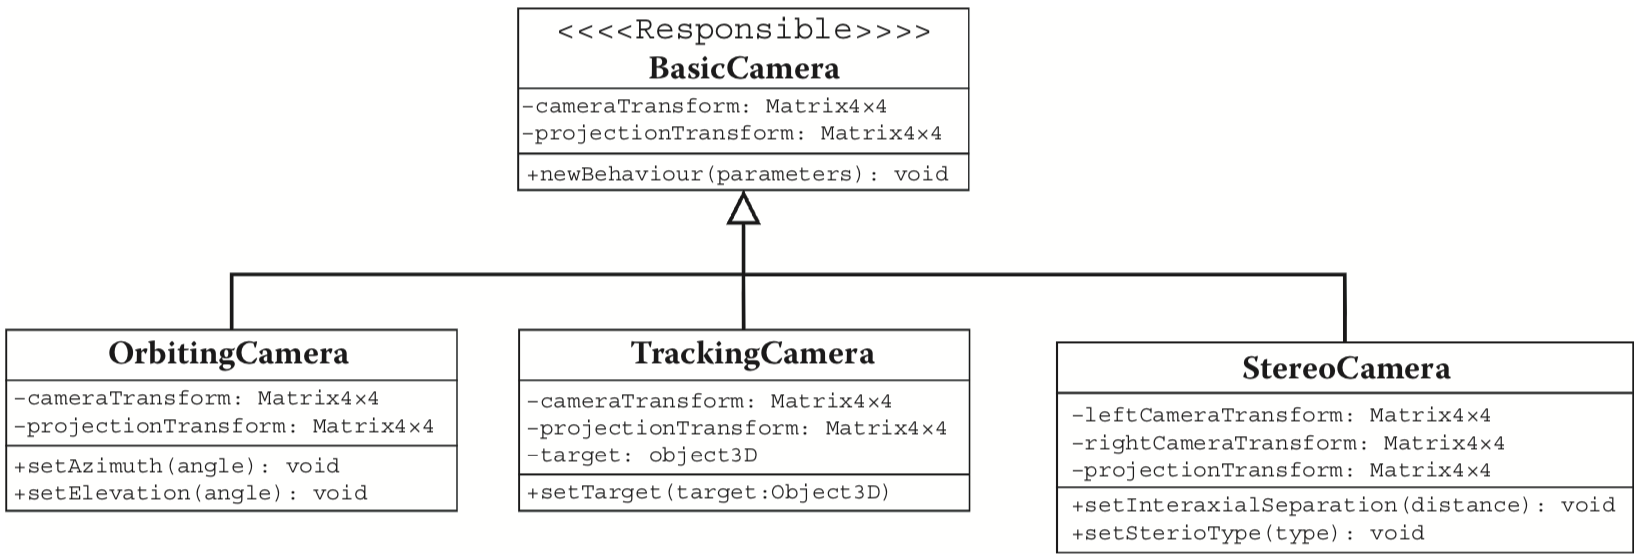 <<<<Responsible>>>>
BasicCamera
-cameraTransform: Matrix4×4
-projectionTransform: Matrix4×4
+newBehaviour(parameters): void
OrbitingCamera
-cameraTransform: Matrix4×4
-projectionTransform: Matrix4×4
+setAzimuth(angle): void
+setElevation(angle): void
TrackingCamera
-cameraTransform: Matrix4×4
-projectionTransform: Matrix4×4
-target: object3D
+setTarget(target:Object3D)
StereoCamera
-leftCameraTransform: Matrix4×4
-rightCameraTransform: Matrix4×4
-projectionTransform: Matrix4×4
+setInteraxialSeparation(distance): void
+setSterioType(type): void